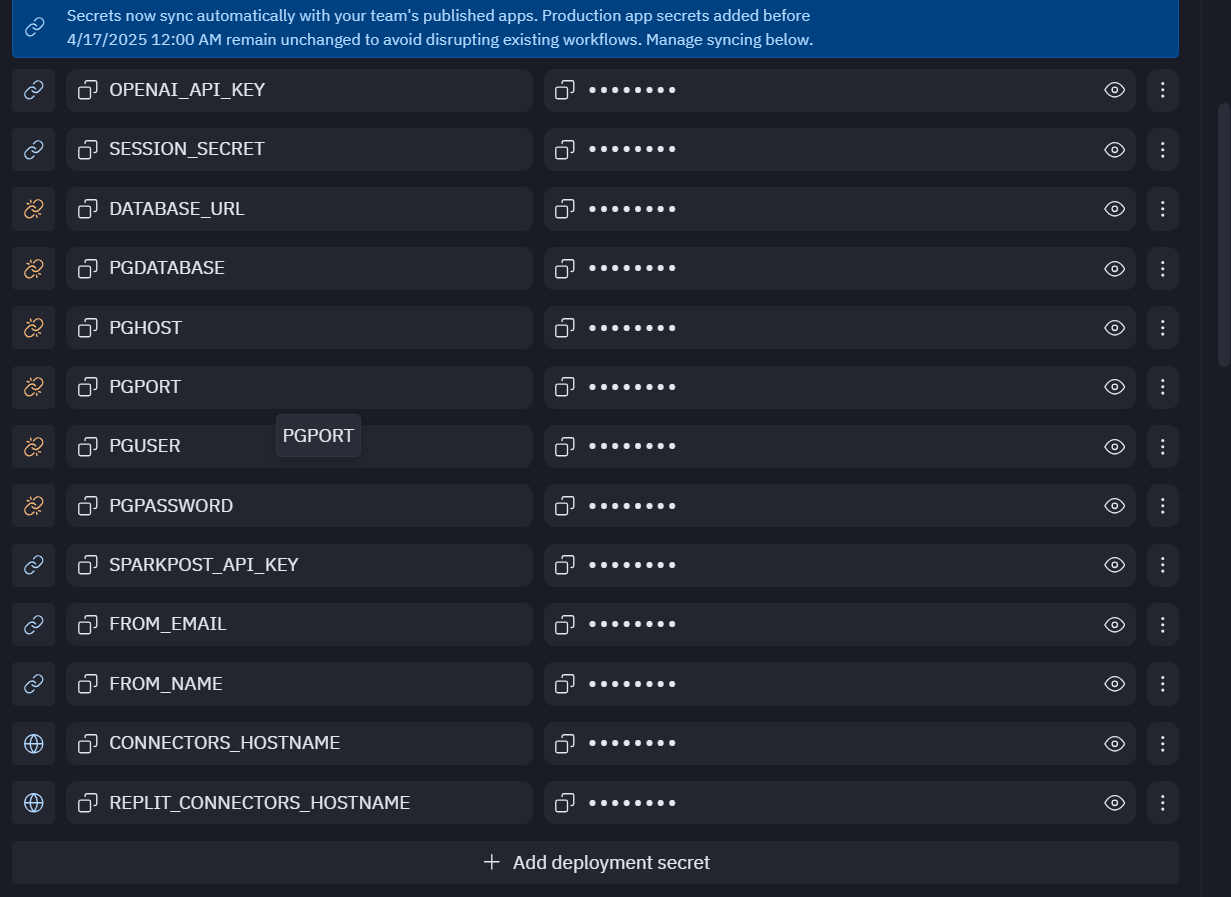 Secrets now sync automatically with your team's published apps. Production app secrets added before
4/17/2025 12:00 AM remain unchanged to avoid disrupting existing workflows. Manage syncing below.
OPENAI_API_KEY ••••••••
SESSION_SECRET ••••••••
DATABASE_URL ••••••••
PGDATABASE ••••••••
PGHOST ••••••••
PGPORT ••••••••
PGPORT
PGUSER ••••••••
PGPASSWORD ••••••••
SPARKPOST_API_KEY ••••••••
FROM_EMAIL ••••••••
FROM_NAME ••••••••
CONNECTORS_HOSTNAME ••••••••
REPLIT_CONNECTORS_HOSTNAME ••••••••
+ Add deployment secret